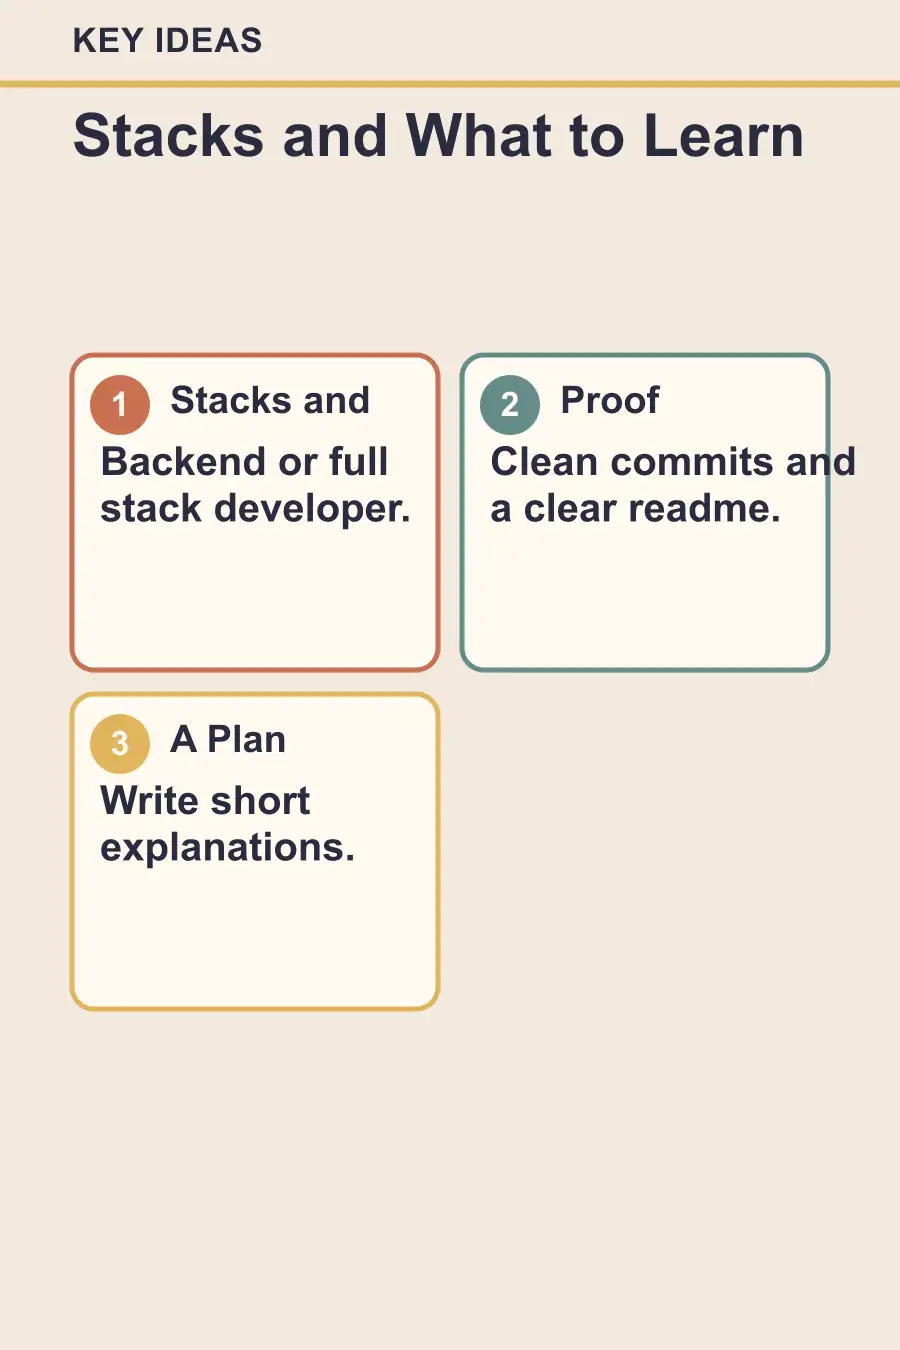 KEY IDEAS
Stacks and What to Learn
1 Stacks and
Backend or full
stack developer.
2 Proof
Clean commits and
a clear readme.
3 A Plan
Write short
explanations.